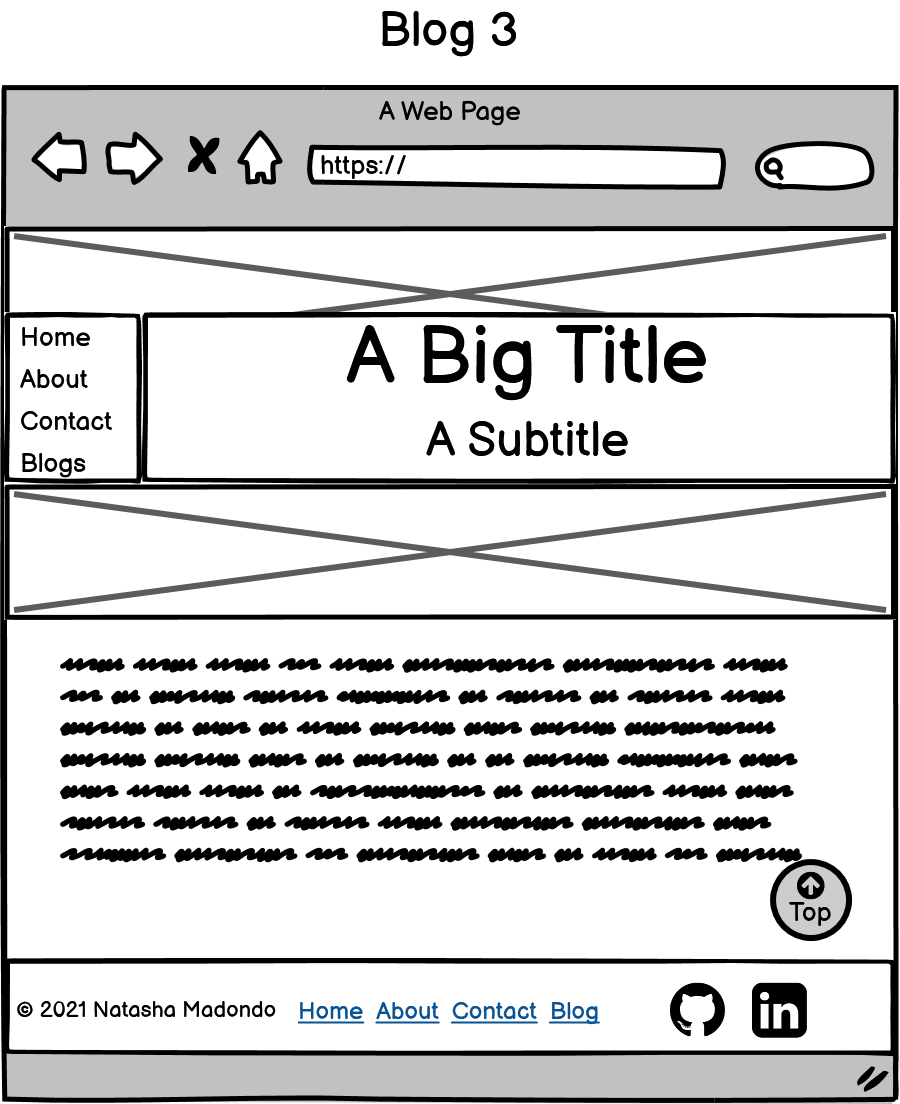 Blog 3
A Web Page
https://
Home
About
Contact
Blogs
A Big Title
A Subtitle
Top
© 2021 Natasha Madondo Home About Contact Blog in